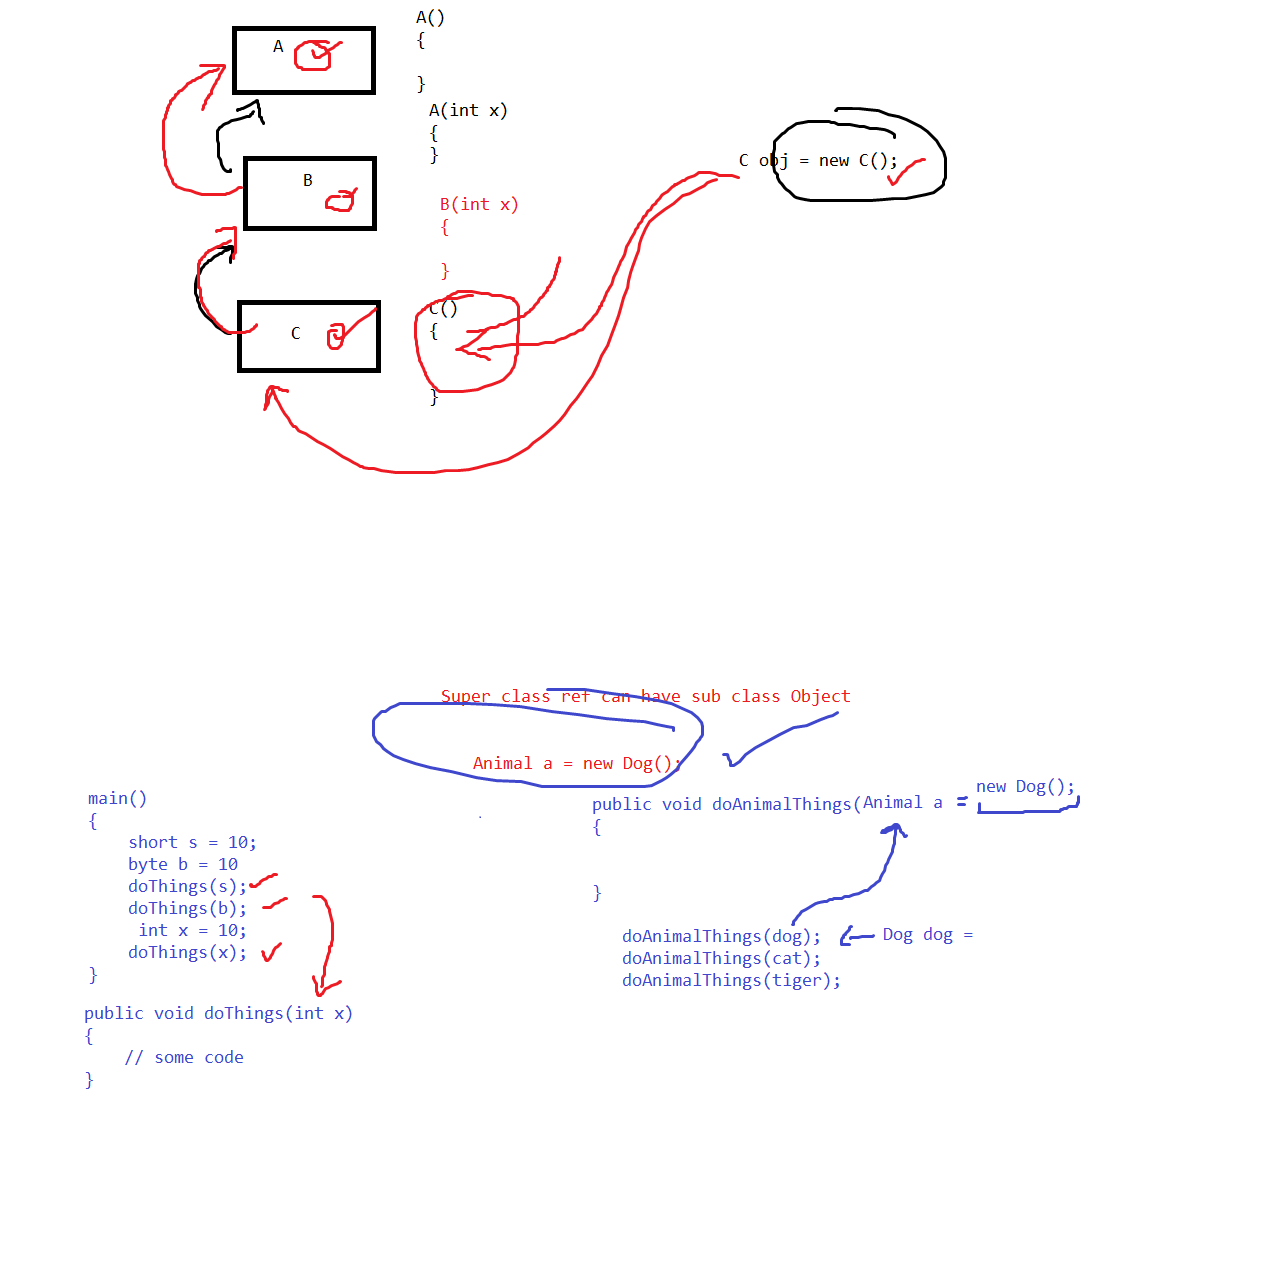 A
A()
{
}
A(int x)
{
}
B
B(int x)
{
}
C
C()
{
}
C obj = new C();
Super class ref can have sub class Object
Animal a = new Dog();
main()
{
short s = 10;
byte b = 10
doThings(s);
doThings(b);
int x = 10;
doThings(x);
}
public void doThings(int x)
{
// some code
}
public void doAnimalThings(Animal a = new Dog();
{
}
doAnimalThings(dog);
Dog dog =
doAnimalThings(cat);
doAnimalThings(tiger);